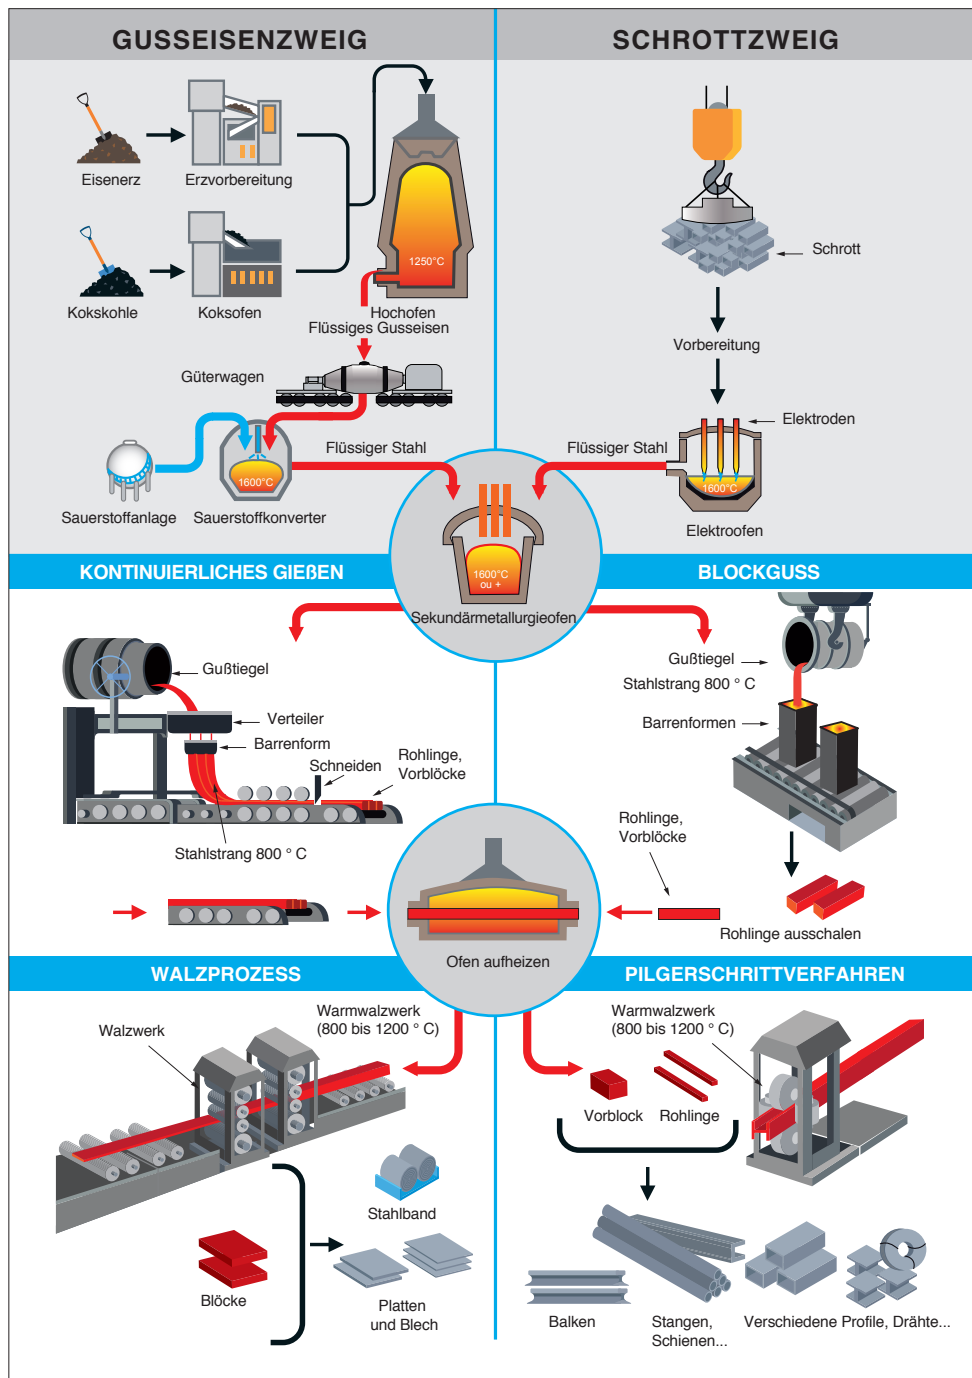 GUSSEISENZWEIG
SCHROTTZWEIG
Eisenerz
Erzvorbereitung
1250°C
Kokskohle
Koksofen
Hochofen
Flüssiges Gusseisen
Schrott
Vorbereitung
Güterwagen
Elektroden
Flüssiger Stahl
Flüssiger Stahl
1600°C
1600°C
Sauerstoffanlage
Sauerstoffkonverter
Elektroofen
KONTINUIERLICHES GIEßEN
BLOCKGUSS
1600°C
ou +
Sekundärmetallurgieofen
Gußtiegel
Verteiler
Barrenform
Schneiden
Rohlinge,
Vorblöcke
Stahlstrang 800 ° C
Gußtiegel
Stahlstrang 800 ° C
Barrenformen
Rohlinge,
Vorblöcke
Rohlinge ausschalen
Ofen aufheizen
WALZPROZESS
PILGERSCHRITTVERFAHREN
Walzwerk
Warmwalzwerk
(800 bis 1200 ° C)
Warmwalzwerk
(800 bis 1200 ° C)
Vorblock
Rohlinge
Stahlband
Blöcke
Platten
und Blech
Balken
Stangen,
Schienen...
Verschiedene Profile, Drähte...